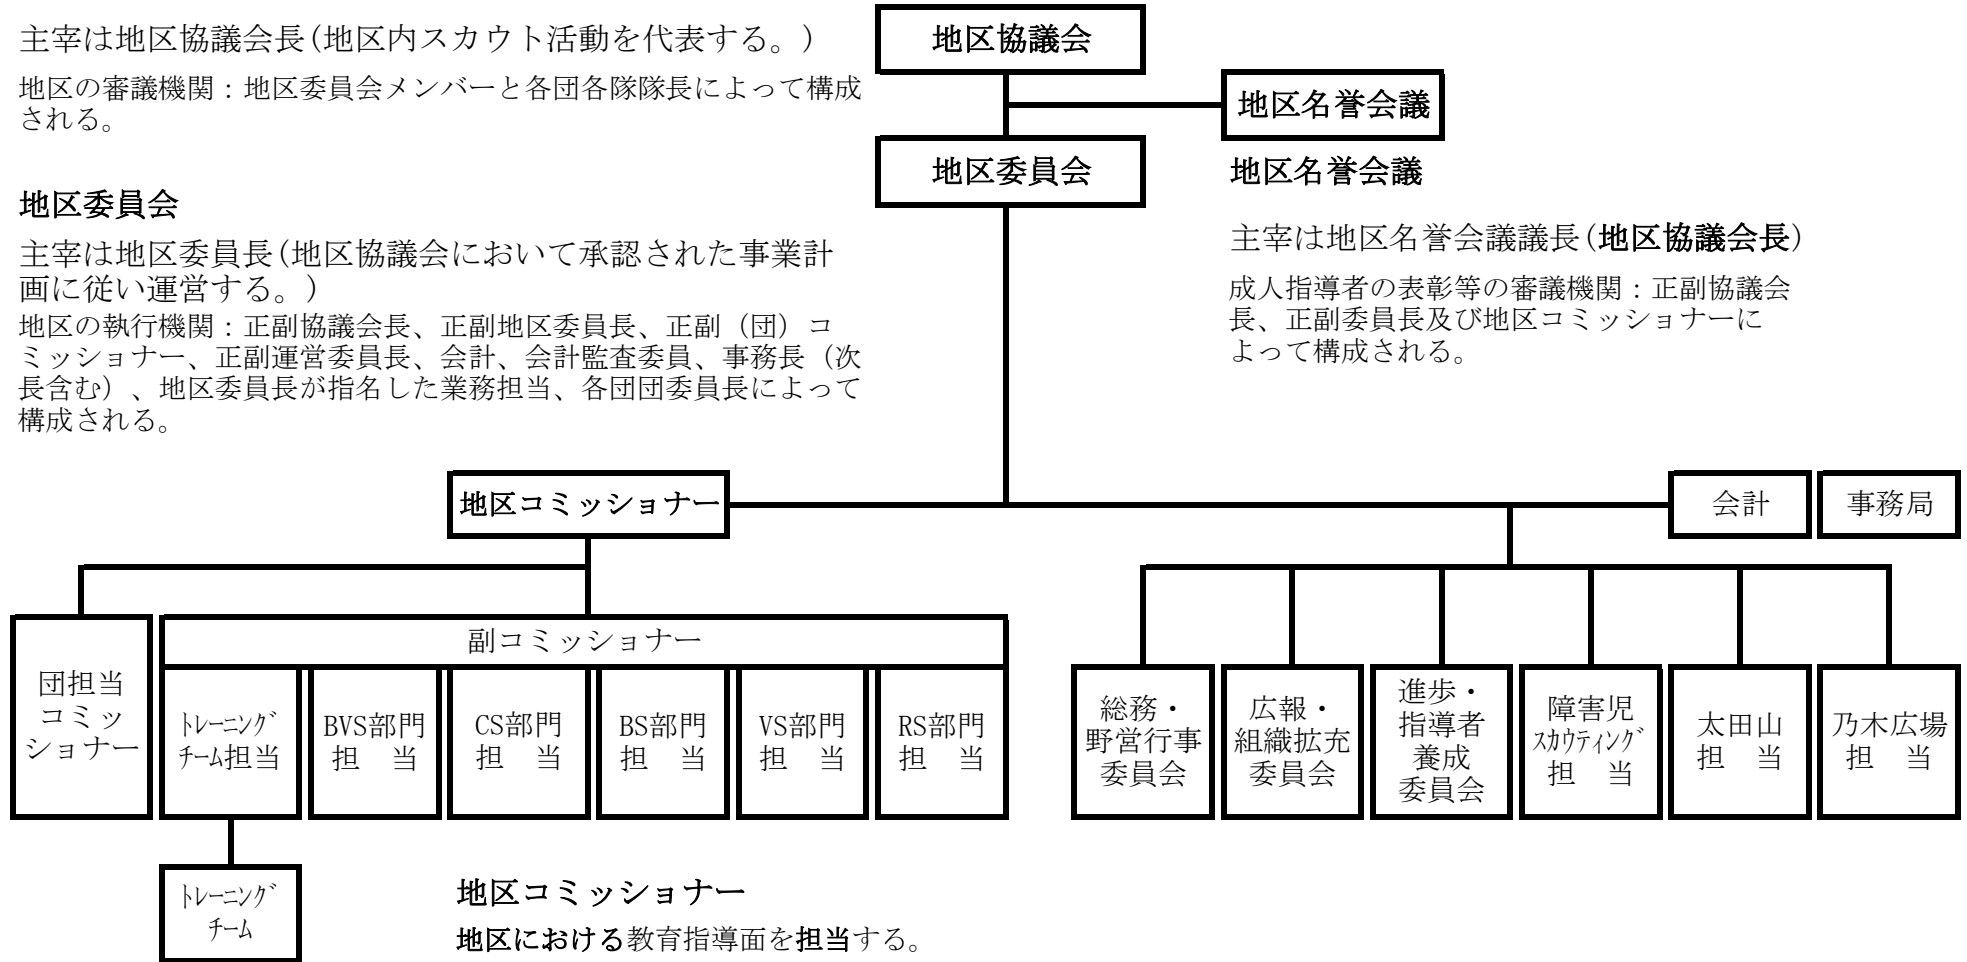 主宰は地区協議会長(地区内スカウト活動を代表する。)
地区の審議機関：地区委員会メンバーと各団各隊隊長によって構成
される。
地区協議会
地区名誉会議
地区委員会
地区名誉会議
主宰は地区名誉会議議長(地区協議会長)
成人指導者の表彰等の審議機関：正副協議会
長、正副委員長及び地区コミッショナーに
よって構成される。
地区委員会
主宰は地区委員長(地区協議会において承認された事業計
画に従い運営する。)
地区の執行機関：正副協議会長、正副地区委員長、正副（団）コ
ミッショナー、正副運営委員長、会計、会計監査委員、事務長（次
長含む）、地区委員長が指名した業務担当、各団団委員長によって
構成される。
地区コミッショナー
会計
事務局
団担当
コミッ
ショナー
副コミッショナー
ﾄﾚｰﾆﾝｸﾞ
ﾁｰﾑ担当
BVS部門
担　当
CS部門
担　当
BS部門
担　当
VS部門
担　当
RS部門
担　当
総務・
野営行事
委員会
広報・
組織拡充
委員会
進歩・
指導者
養成
委員会
障害児
ｽｶｳﾃｨﾝｸﾞ
担　当
太田山
担　当
乃木広場
担　当
ﾄﾚｰﾆﾝｸﾞ
ﾁｰﾑ
地区コミッショナー
地区における教育指導面を担当する。